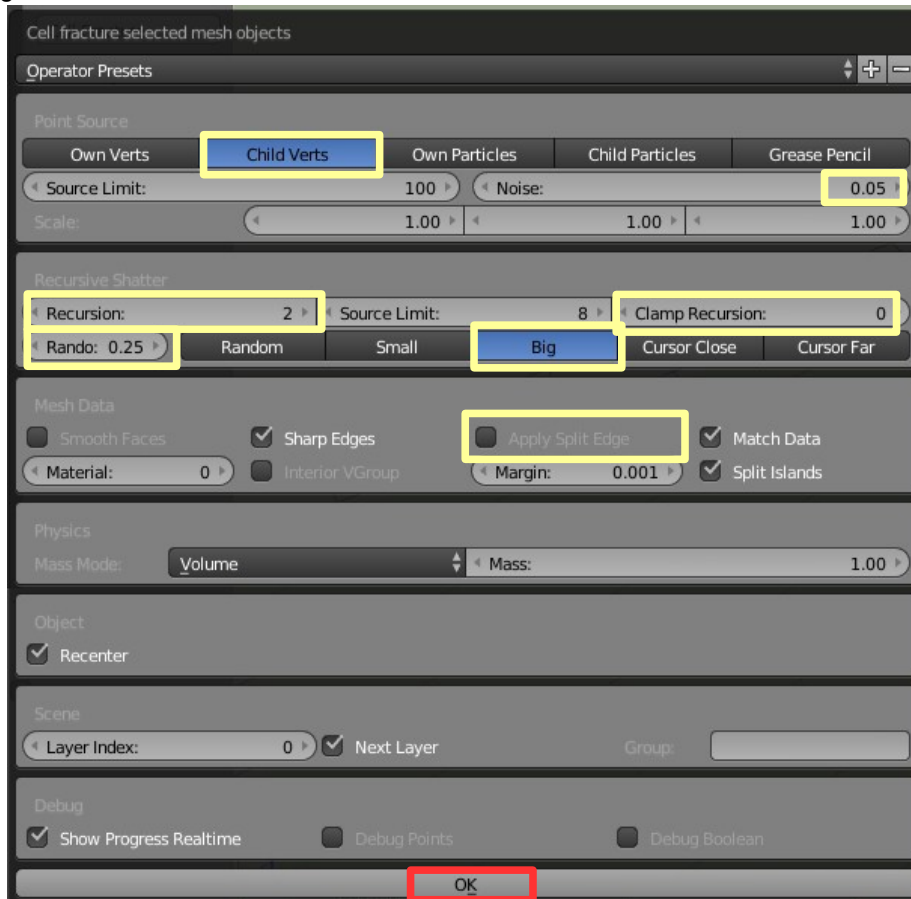 Cell fracture selected mesh objects
Operator Presets
Point Source
Own Verts Child Verts Own Particles Child Particles Grease Pencil
Source Limit: 100 Noise: 0.05
Scale: 1.00 1.00 1.00
Recursive Shatter
Recursion: 2 Source Limit: 8 Clamp Recursion: 0
Rando: 0.25 Random Small Big Cursor Close Cursor Far
Mesh Data
Smooth Faces Sharp Edges Apply Split Edge Match Data
Material: 0 Interior VGroup Margin: 0.001 Split Islands
Physics
Mass Mode: Volume Mass: 1.00
Object
Recenter
Scene
Layer Index: 0 Next Layer Group:
Debug
Show Progress Realtime Debug Points Debug Boolean
OK